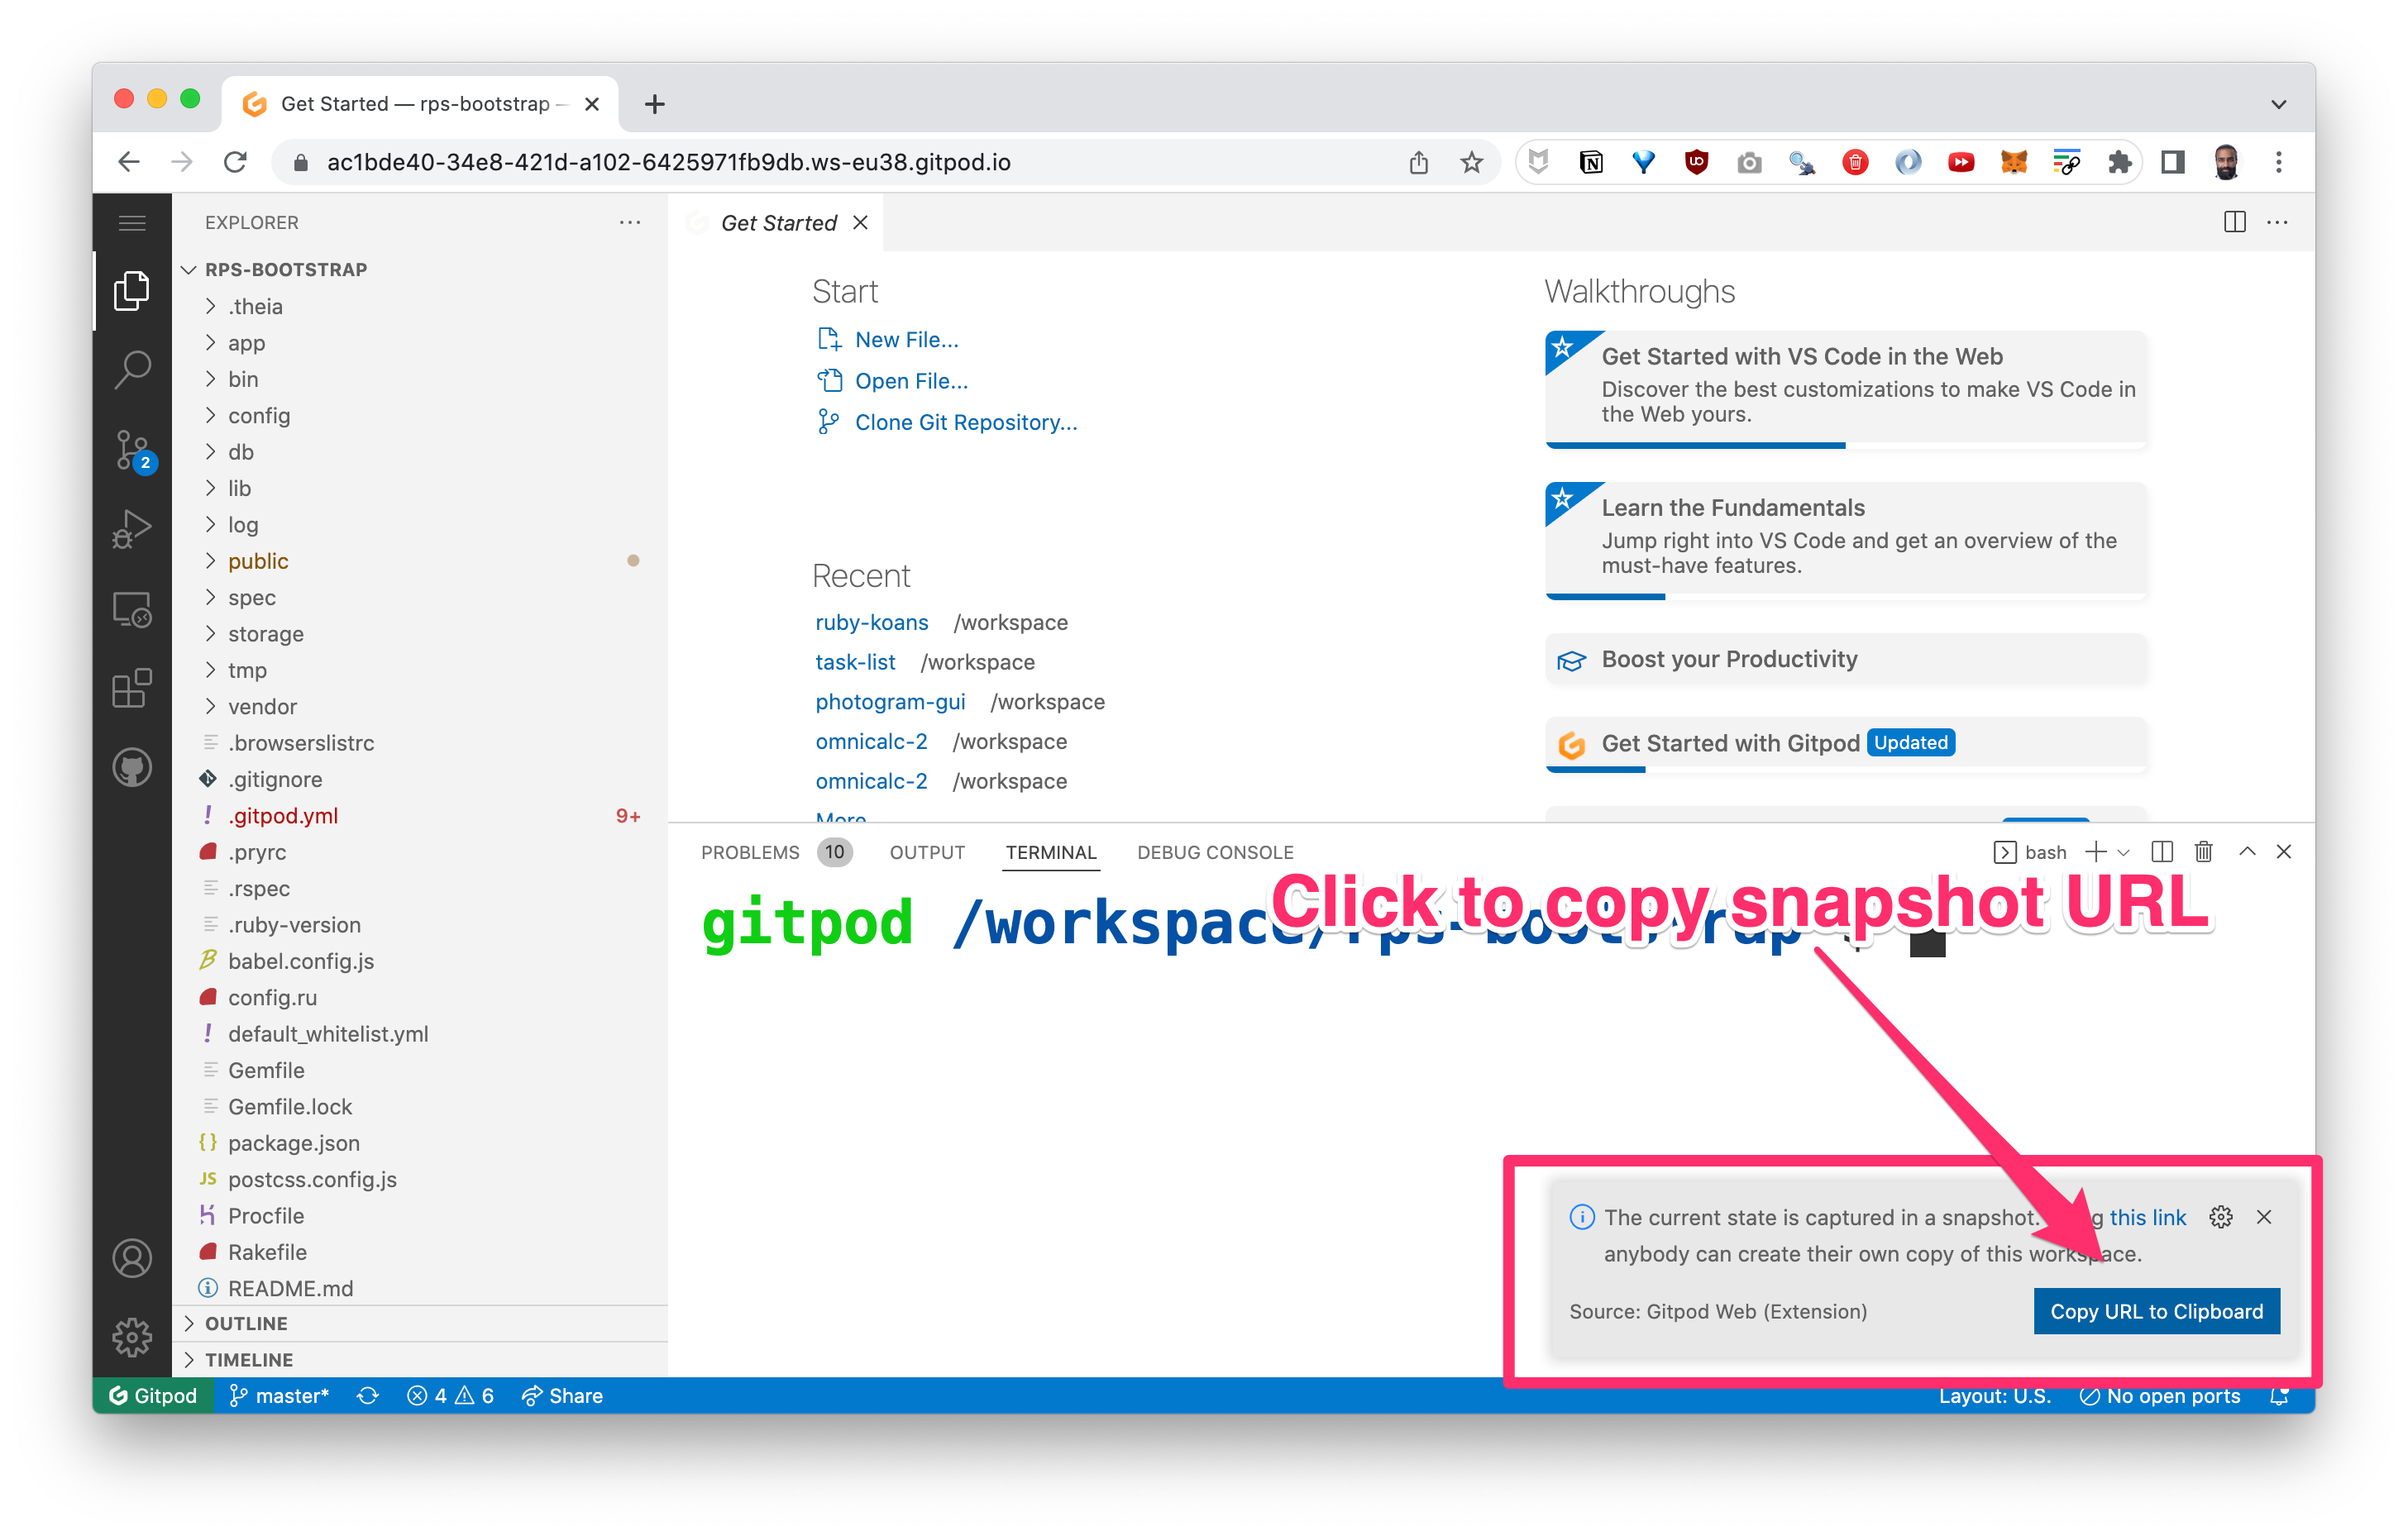 Get Started — rps-bootstrap –
ac1bde40-34e8-421d-a102-6425971fb9db.ws-eu38.gitpod.io
EXPLORER
Get Started
RPS-BOOTSTRAP
.theia
app
bin
config
db
lib
log
public
spec
storage
tmp
vendor
.browserslistrc
.gitignore
.gitpod.yml 9+
.pryrc
.rspec
.ruby-version
babel.config.js
config.ru
default_whitelist.yml
Gemfile
Gemfile.lock
package.json
JS postcss.config.js
Procfile
Rakefile
README.md
OUTLINE
TIMELINE
2
Start
New File...
Open File...
Clone Git Repository...
Recent
ruby-koans /workspace
task-list /workspace
photogram-gui /workspace
omnicalc-2 /workspace
omnicalc-2 /workspace
More
Walkthroughs
Get Started with VS Code in the Web
Discover the best customizations to make VS Code in
the Web yours.
Learn the Fundamentals
Jump right into VS Code and get an overview of the
must-have features.
Boost your Productivity
Get Started with Gitpod Updated
PROBLEMS 10 OUTPUT TERMINAL DEBUG CONSOLE
bash
Click to copy snapshot URL
gitpod /workspace/rps-bootstrap
The current state is captured in a snapshot. this link
anybody can create their own copy of this workspace.
Source: Gitpod Web (Extension)
Copy URL to Clipboard
Gitpod master* 4 6 Share
Layout: U.S. No open ports